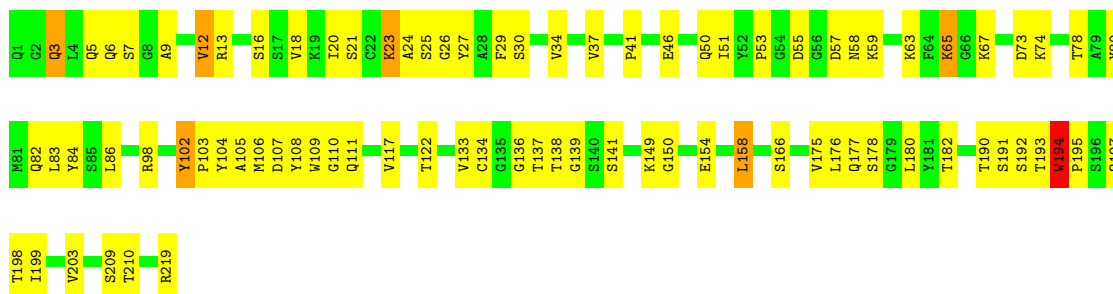 Q1 G2 Q3 L4 Q5 Q6 S7 G8 A9 V12 R13 S16 S17 V18 K19 I20 S21 C22 K23 A24 S25 G26 Y27 A28 F29 S30 V34 V37 P41 E46 Q50 I51 Y52 P53 G54 D55 G56 D57 N58 K59 K63 F64 K65 G66 K67 D73 K74 T78 A79
M81 Q82 L83 Y84 S85 L86 R98 Y102 P103 Y104 A105 M106 D107 Y108 W109 G110 Q111 V117 T122 V133 C134 G135 G136 T137 T138 G139 S140 S141 K149 G150 E154 L158 S166 V175 L176 Q177 S178 G179 L180 Y181 T182 T190 S191 S192 T193 W194 P195 S196
T198 I199 V203 S209 T210 R219